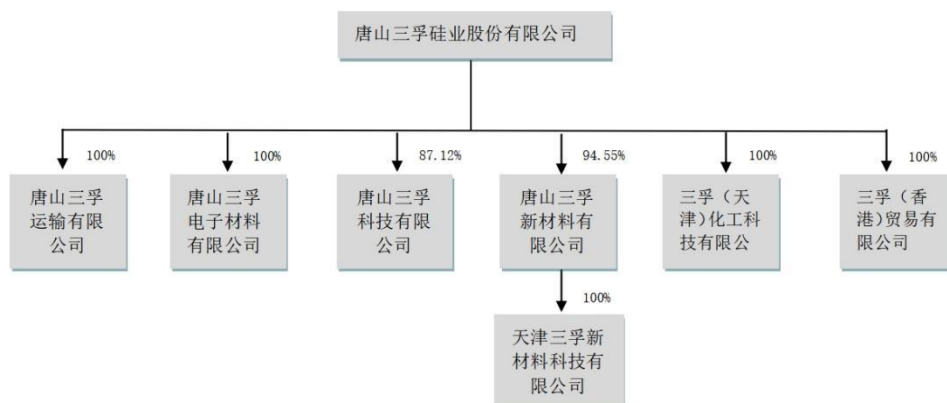 唐山三孚硅业股份有限公司
100%
100%
87.12%
94.55%
100%
100%
唐山三孚
运输有限
公司
唐山三孚
电子材料
有限公司
唐山三孚
科技有限
公司
唐山三孚
新材料有
限公司
三孚（天
津）化工科
技有限公
三孚（香
港）贸易有
限公司
100%
天津三孚新
材料科技有
限公司